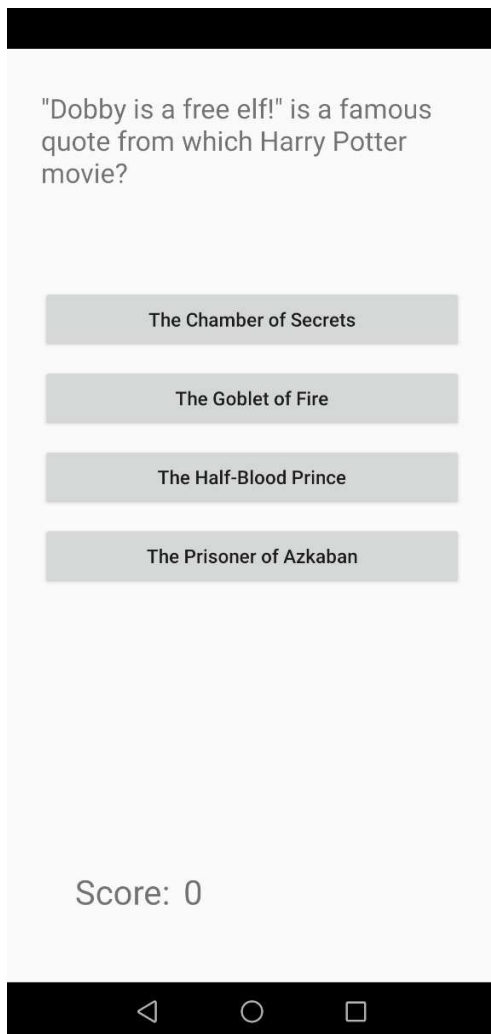 "Dobby is a free elf!" is a famous
quote from which Harry Potter
movie?
The Chamber of Secrets
The Goblet of Fire
The Half-Blood Prince
The Prisoner of Azkaban
Score: 0